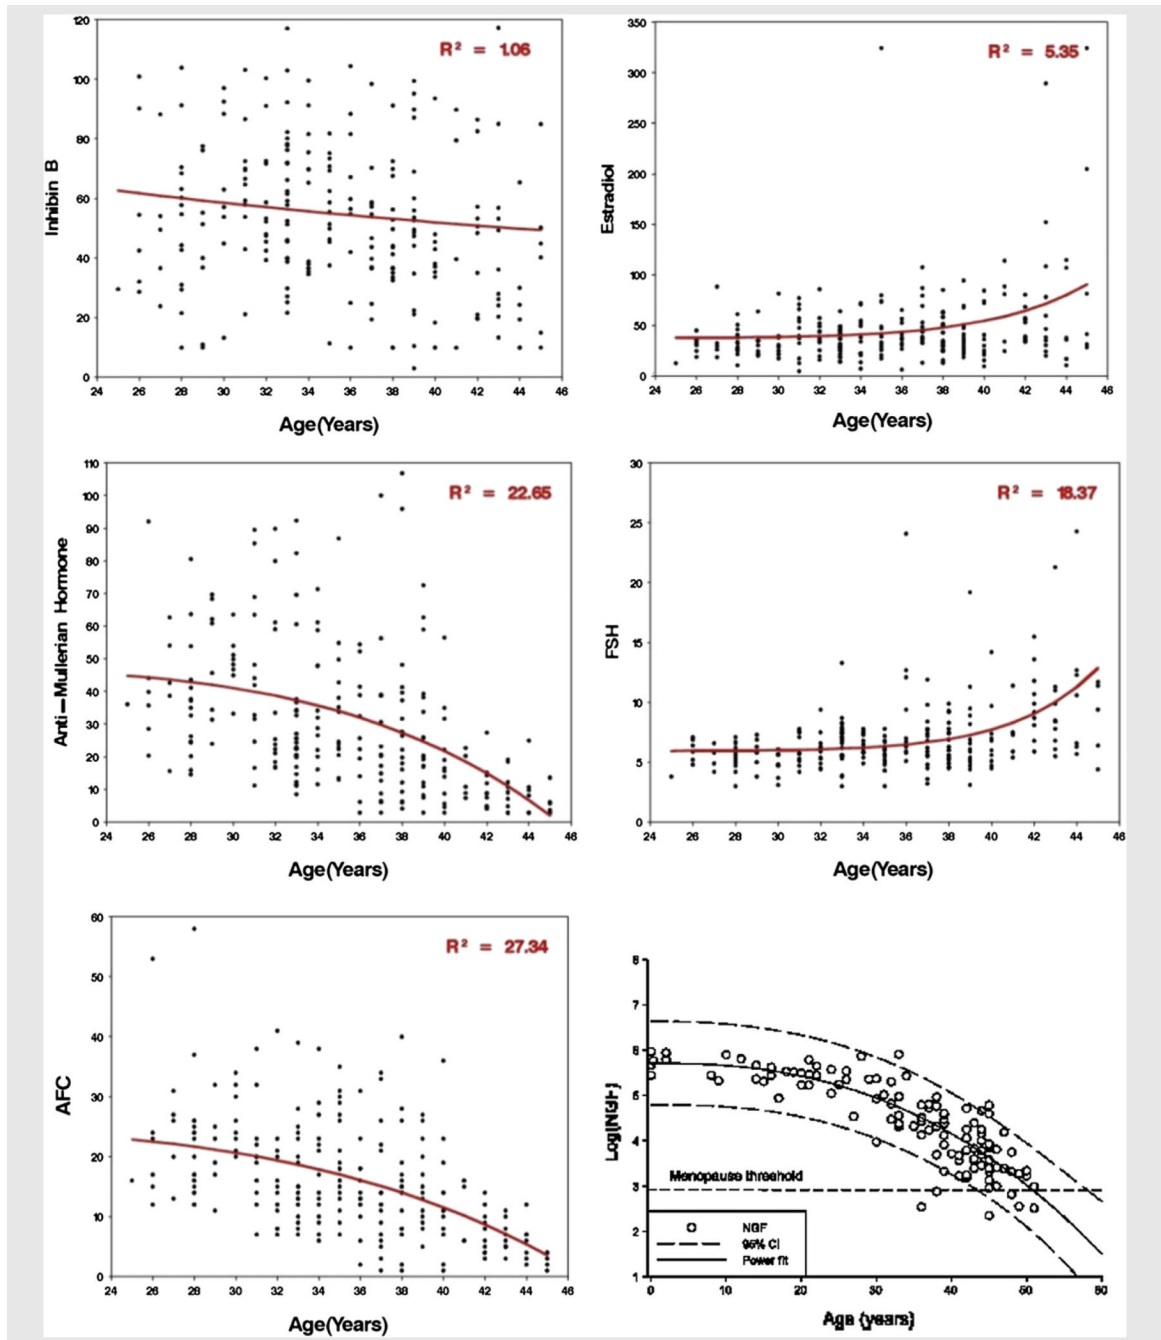 120
100
80
60
40
20
0
24 26 28 30 32 34 36 38 40 42 44 46
Inhibin B
Age(Years)
R² = 1.06
350
300
250
200
150
100
50
0
24 26 28 30 32 34 36 38 40 42 44 46
Estradiol
Age(Years)
R² = 5.35
110
100
90
80
70
60
50
40
30
20
10
0
24 26 28 30 32 34 36 38 40 42 44 46
Anti-Mullerian Hormone
Age(Years)
R² = 22.65
30
25
20
15
10
5
0
24 26 28 30 32 34 36 38 40 42 44 46
FSH
Age(Years)
R² = 18.37
60
50
40
30
20
10
0
24 26 28 30 32 34 36 38 40 42 44 46
AFC
Age(Years)
R² = 27.34
8
7
6
5
4
3
2
1
0 10 20 30 40 50 60
Log(NGF)
Age (years)
Menopause threshold
NGF
95% CI
Power fit